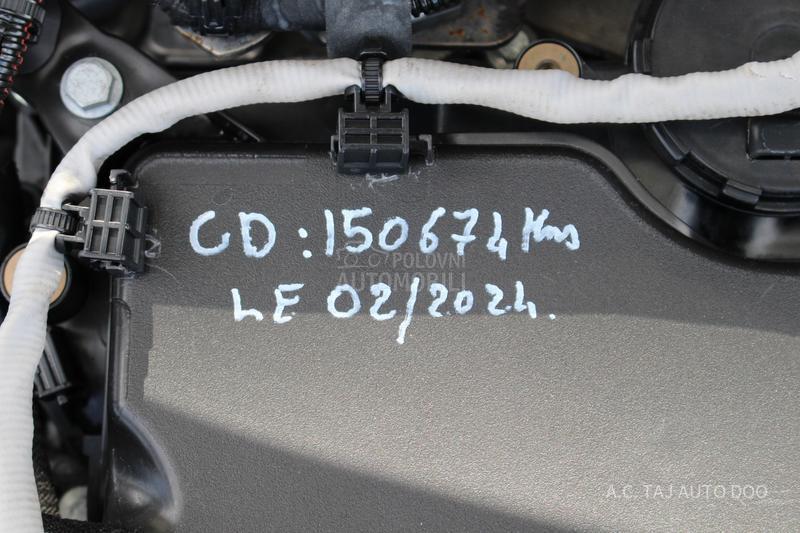 CD: 150674 Kms
POLOVNI
AUTOMOBILI
LE 02/2024.
A.C. TAJ AUTO DOO